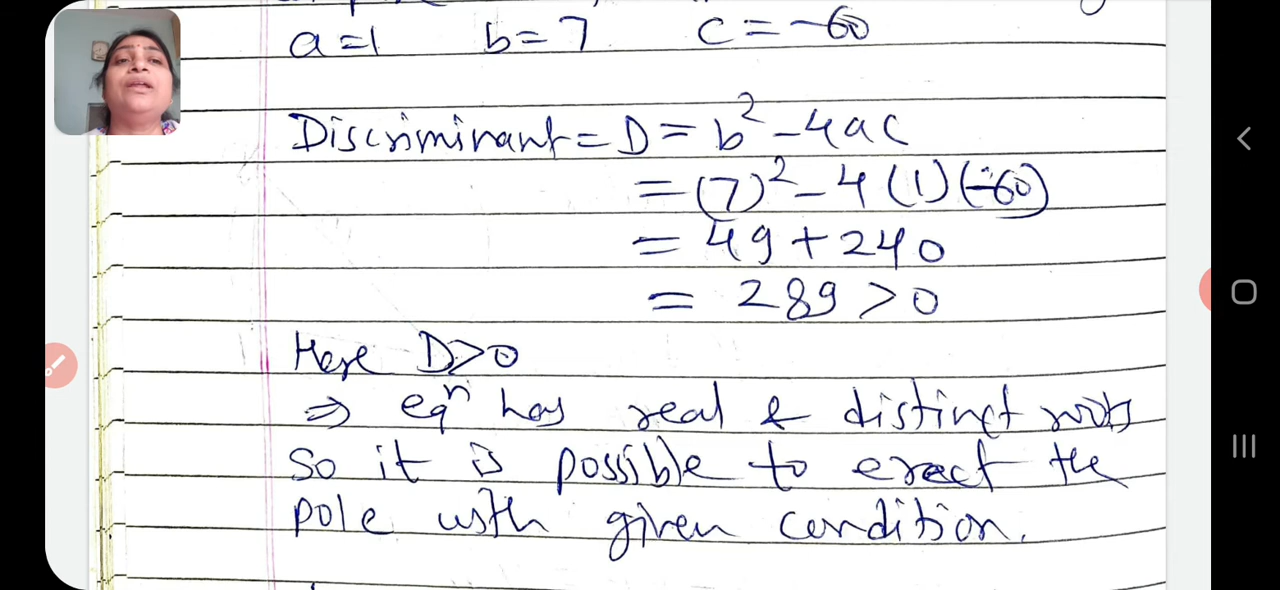 a=1 b=7 c=-60
Discriminant = D = b² - 4ac
= (7)² - 4 (1) (-60)
= 49 + 240
= 289 > 0
Here D>0
⇒ eqⁿ has real & distinct roots
So it is possible to erect the
pole with given condition.